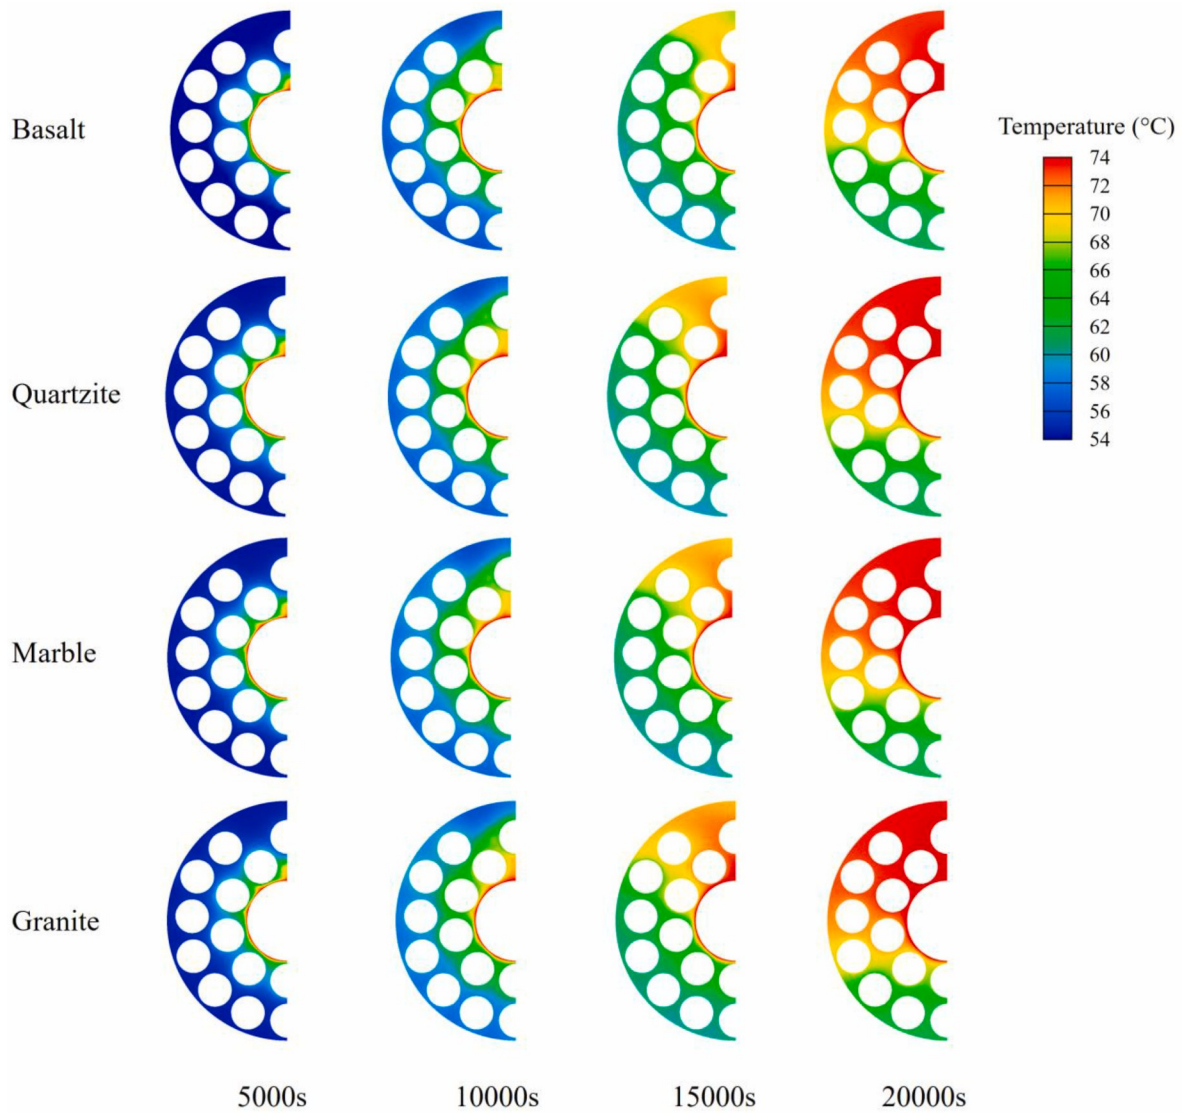 Basalt
Temperature (°C)
74
72
70
68
66
64
62
60
58
56
54
Quartzite
Marble
Granite
5000s 10000s 15000s 20000s